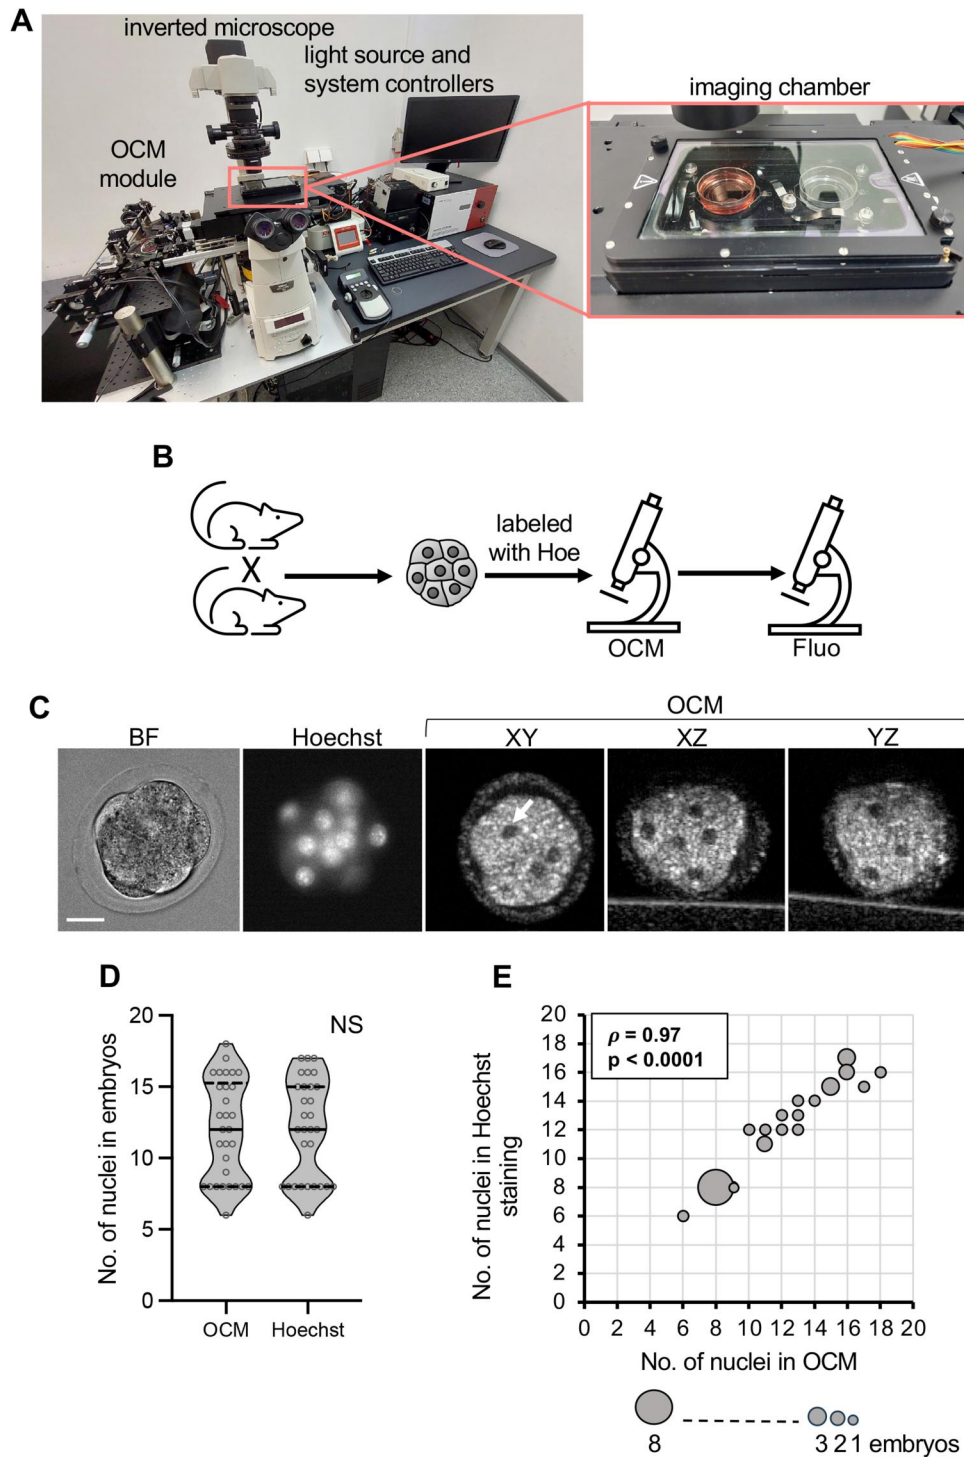 A
inverted microscope
light source and
system controllers
OCM
module
imaging chamber
B
X
labeled
with Hoe
OCM
Fluo
C
OCM
BF
Hoechst
XY
XZ
YZ
D
NS
No. of nuclei in embryos
20
15
10
5
0
OCM
Hoechst
E
ρ = 0.97
p < 0.0001
No. of nuclei in Hoechst
staining
20
18
16
14
12
10
8
6
4
2
0
0 2 4 6 8 10 12 14 16 18 20
No. of nuclei in OCM
8 3 2 1 embryos